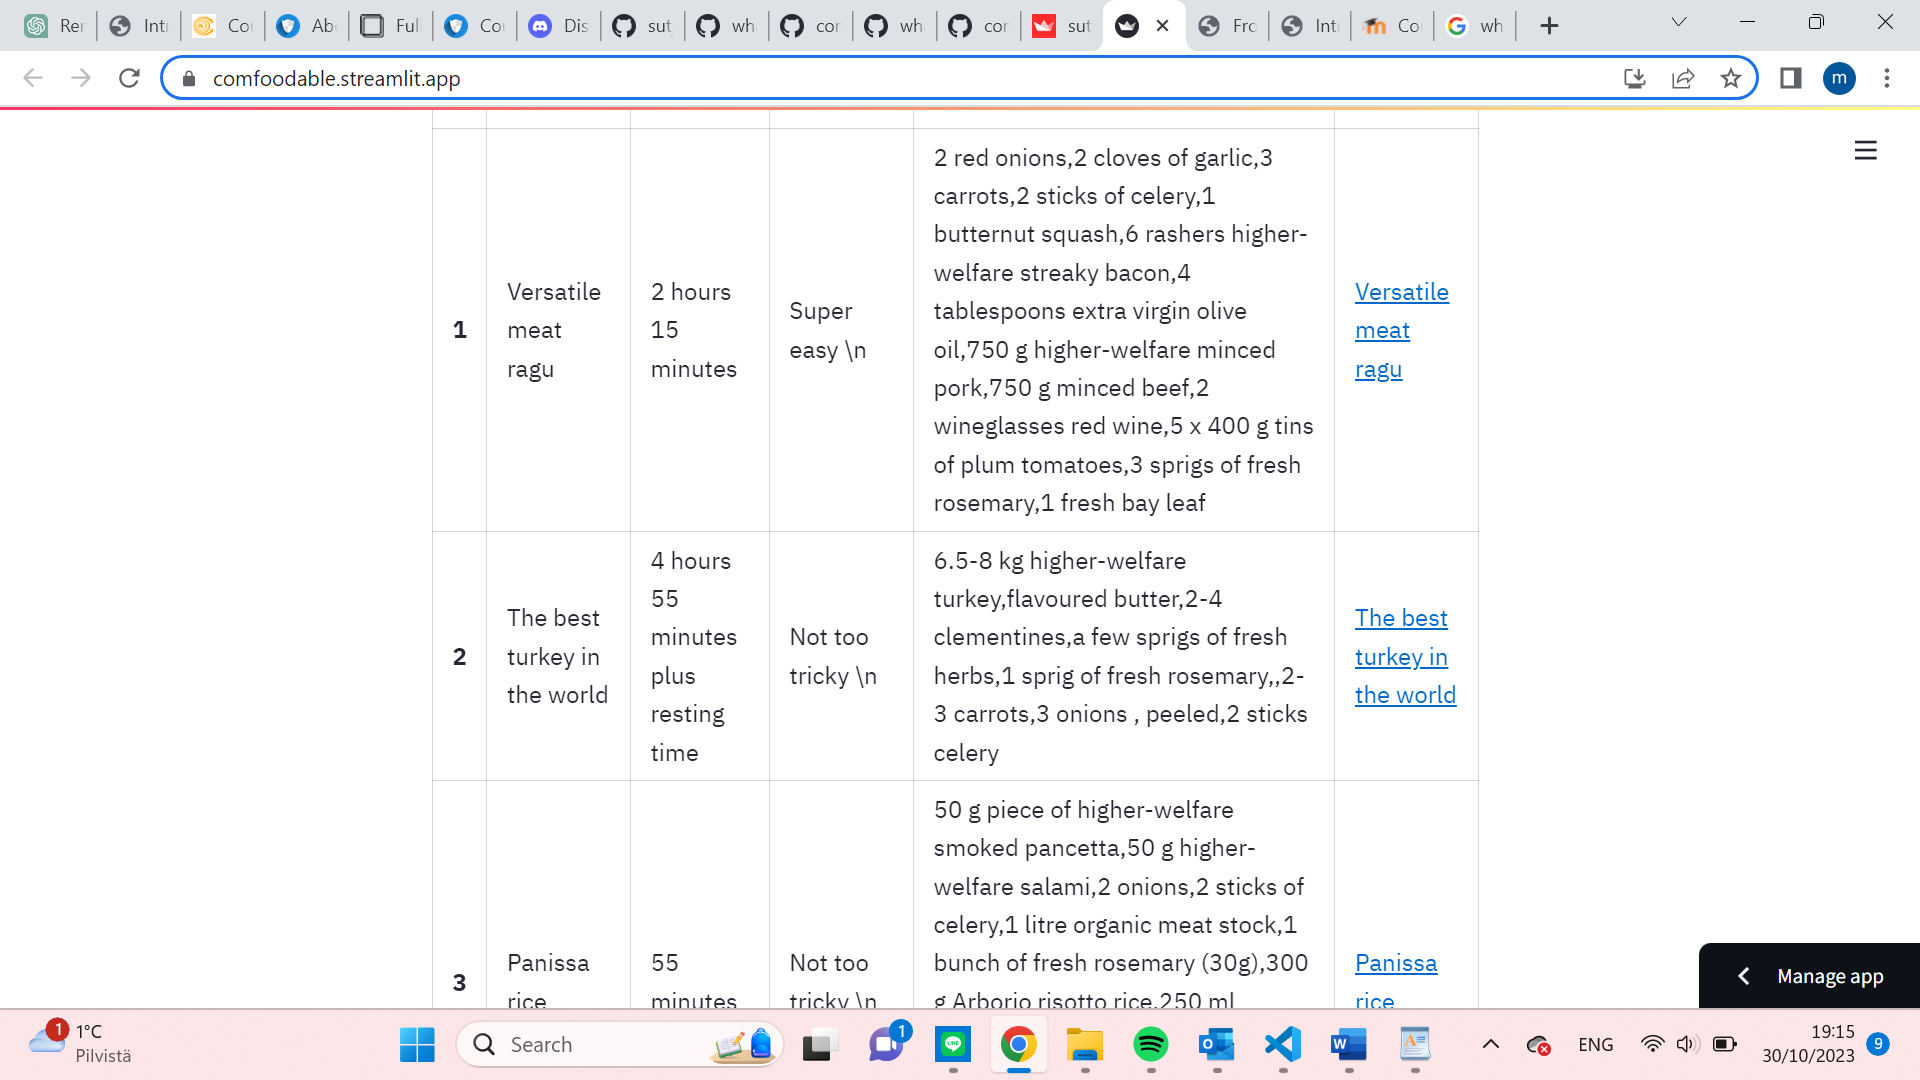 Rer
Intr
Co
Abo
Full
Cou
Dis
sut
wh
cor
wh
cor
sut
Fro
Intr
Co
wh
comfoodable.streamlit.app
m
1
Versatile
meat
ragu
2 hours
15
minutes
Super
easy \n
2 red onions,2 cloves of garlic,3
carrots,2 sticks of celery,1
butternut squash,6 rashers higher-
welfare streaky bacon,4
tablespoons extra virgin olive
oil,750 g higher-welfare minced
pork,750 g minced beef,2
wineglasses red wine,5 x 400 g tins
of plum tomatoes,3 sprigs of fresh
rosemary,1 fresh bay leaf
Versatile
meat
ragu
2
The best
turkey in
the world
4 hours
55
minutes
plus
resting
time
Not too
tricky \n
6.5-8 kg higher-welfare
turkey,flavoured butter,2-4
clementines,a few sprigs of fresh
herbs,1 sprig of fresh rosemary,,2-
3 carrots,3 onions , peeled,2 sticks
celery
The best
turkey in
the world
3
Panissa
rice
55
minutes
Not too
tricky \n
50 g piece of higher-welfare
smoked pancetta,50 g higher-
welfare salami,2 onions,2 sticks of
celery,1 litre organic meat stock,1
bunch of fresh rosemary (30g),300
g Arborio risotto rice,250 ml
Panissa
rice
Manage app
1
1°C
Pilvistä
Search
1
LINE
W
ENG
19:15
30/10/2023
9